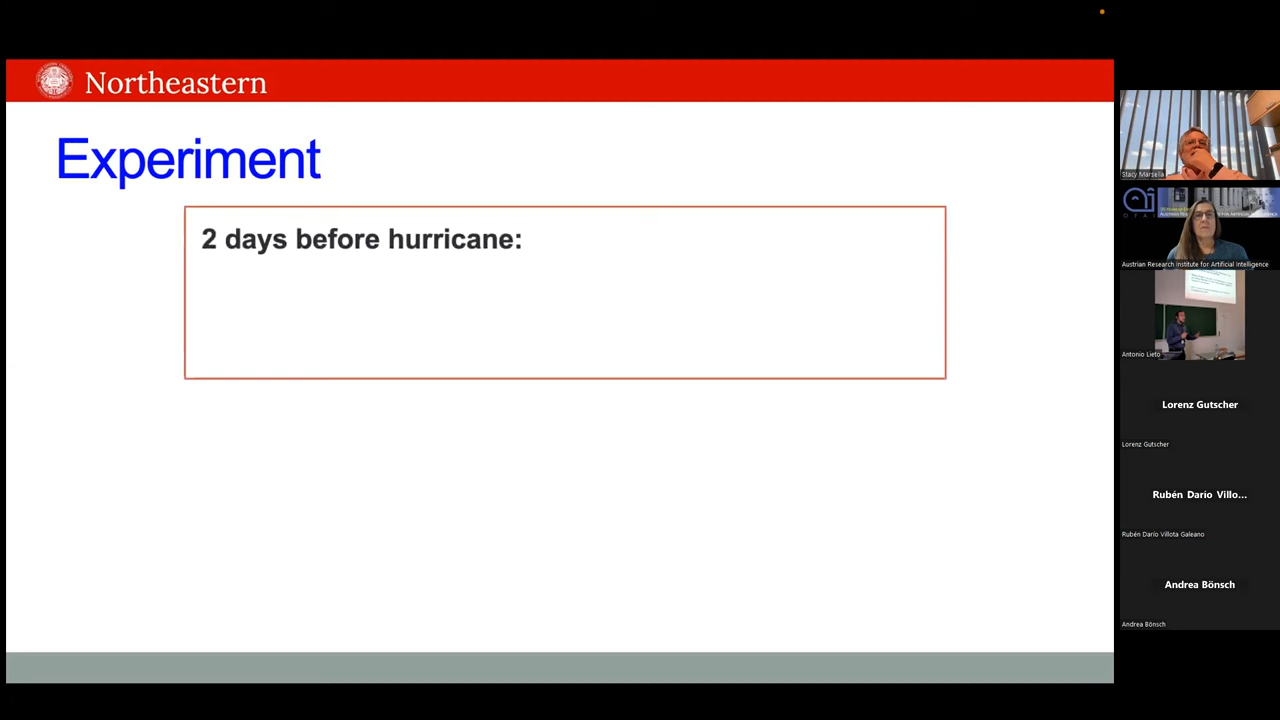 Northeastern
Experiment
2 days before hurricane:
Stacy Marsella
OFAI
Austrian Research Institute for Artificial Intelligence
Antonio Lieto
Lorenz Gutscher
Lorenz Gutscher
Rubén Darío Villo...
Rubén Darío Villota Galeano
Andrea Bönsch
Andrea Bönsch